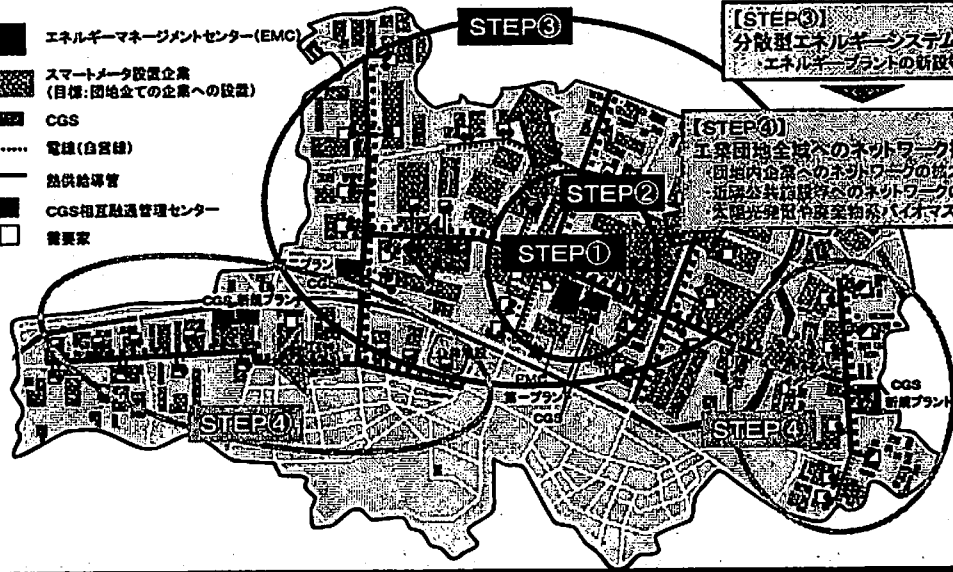 エネルギーマネージメントセンター(EMC)
スマートメータ設置企業
(目標:団地全ての企業への設置)
CGS
電線(自営線)
熱供給導管
CGS相互融通管理センター
需要家
STEP③
【STEP③】
分散型エネルギーシステム
エネルギープラントの新設
【STEP④】
工業団地全域へのネットワーク
団地内企業へのネットワークの拡
近隣公共施設等へのネットワークの
太陽光発電や廃棄物系バイオマス
STEP②
STEP①
プラン
CGS
CGS 新規プラント
EMC
第一プラン
CGS
CGS
新規プラント
STEP④
STEP④